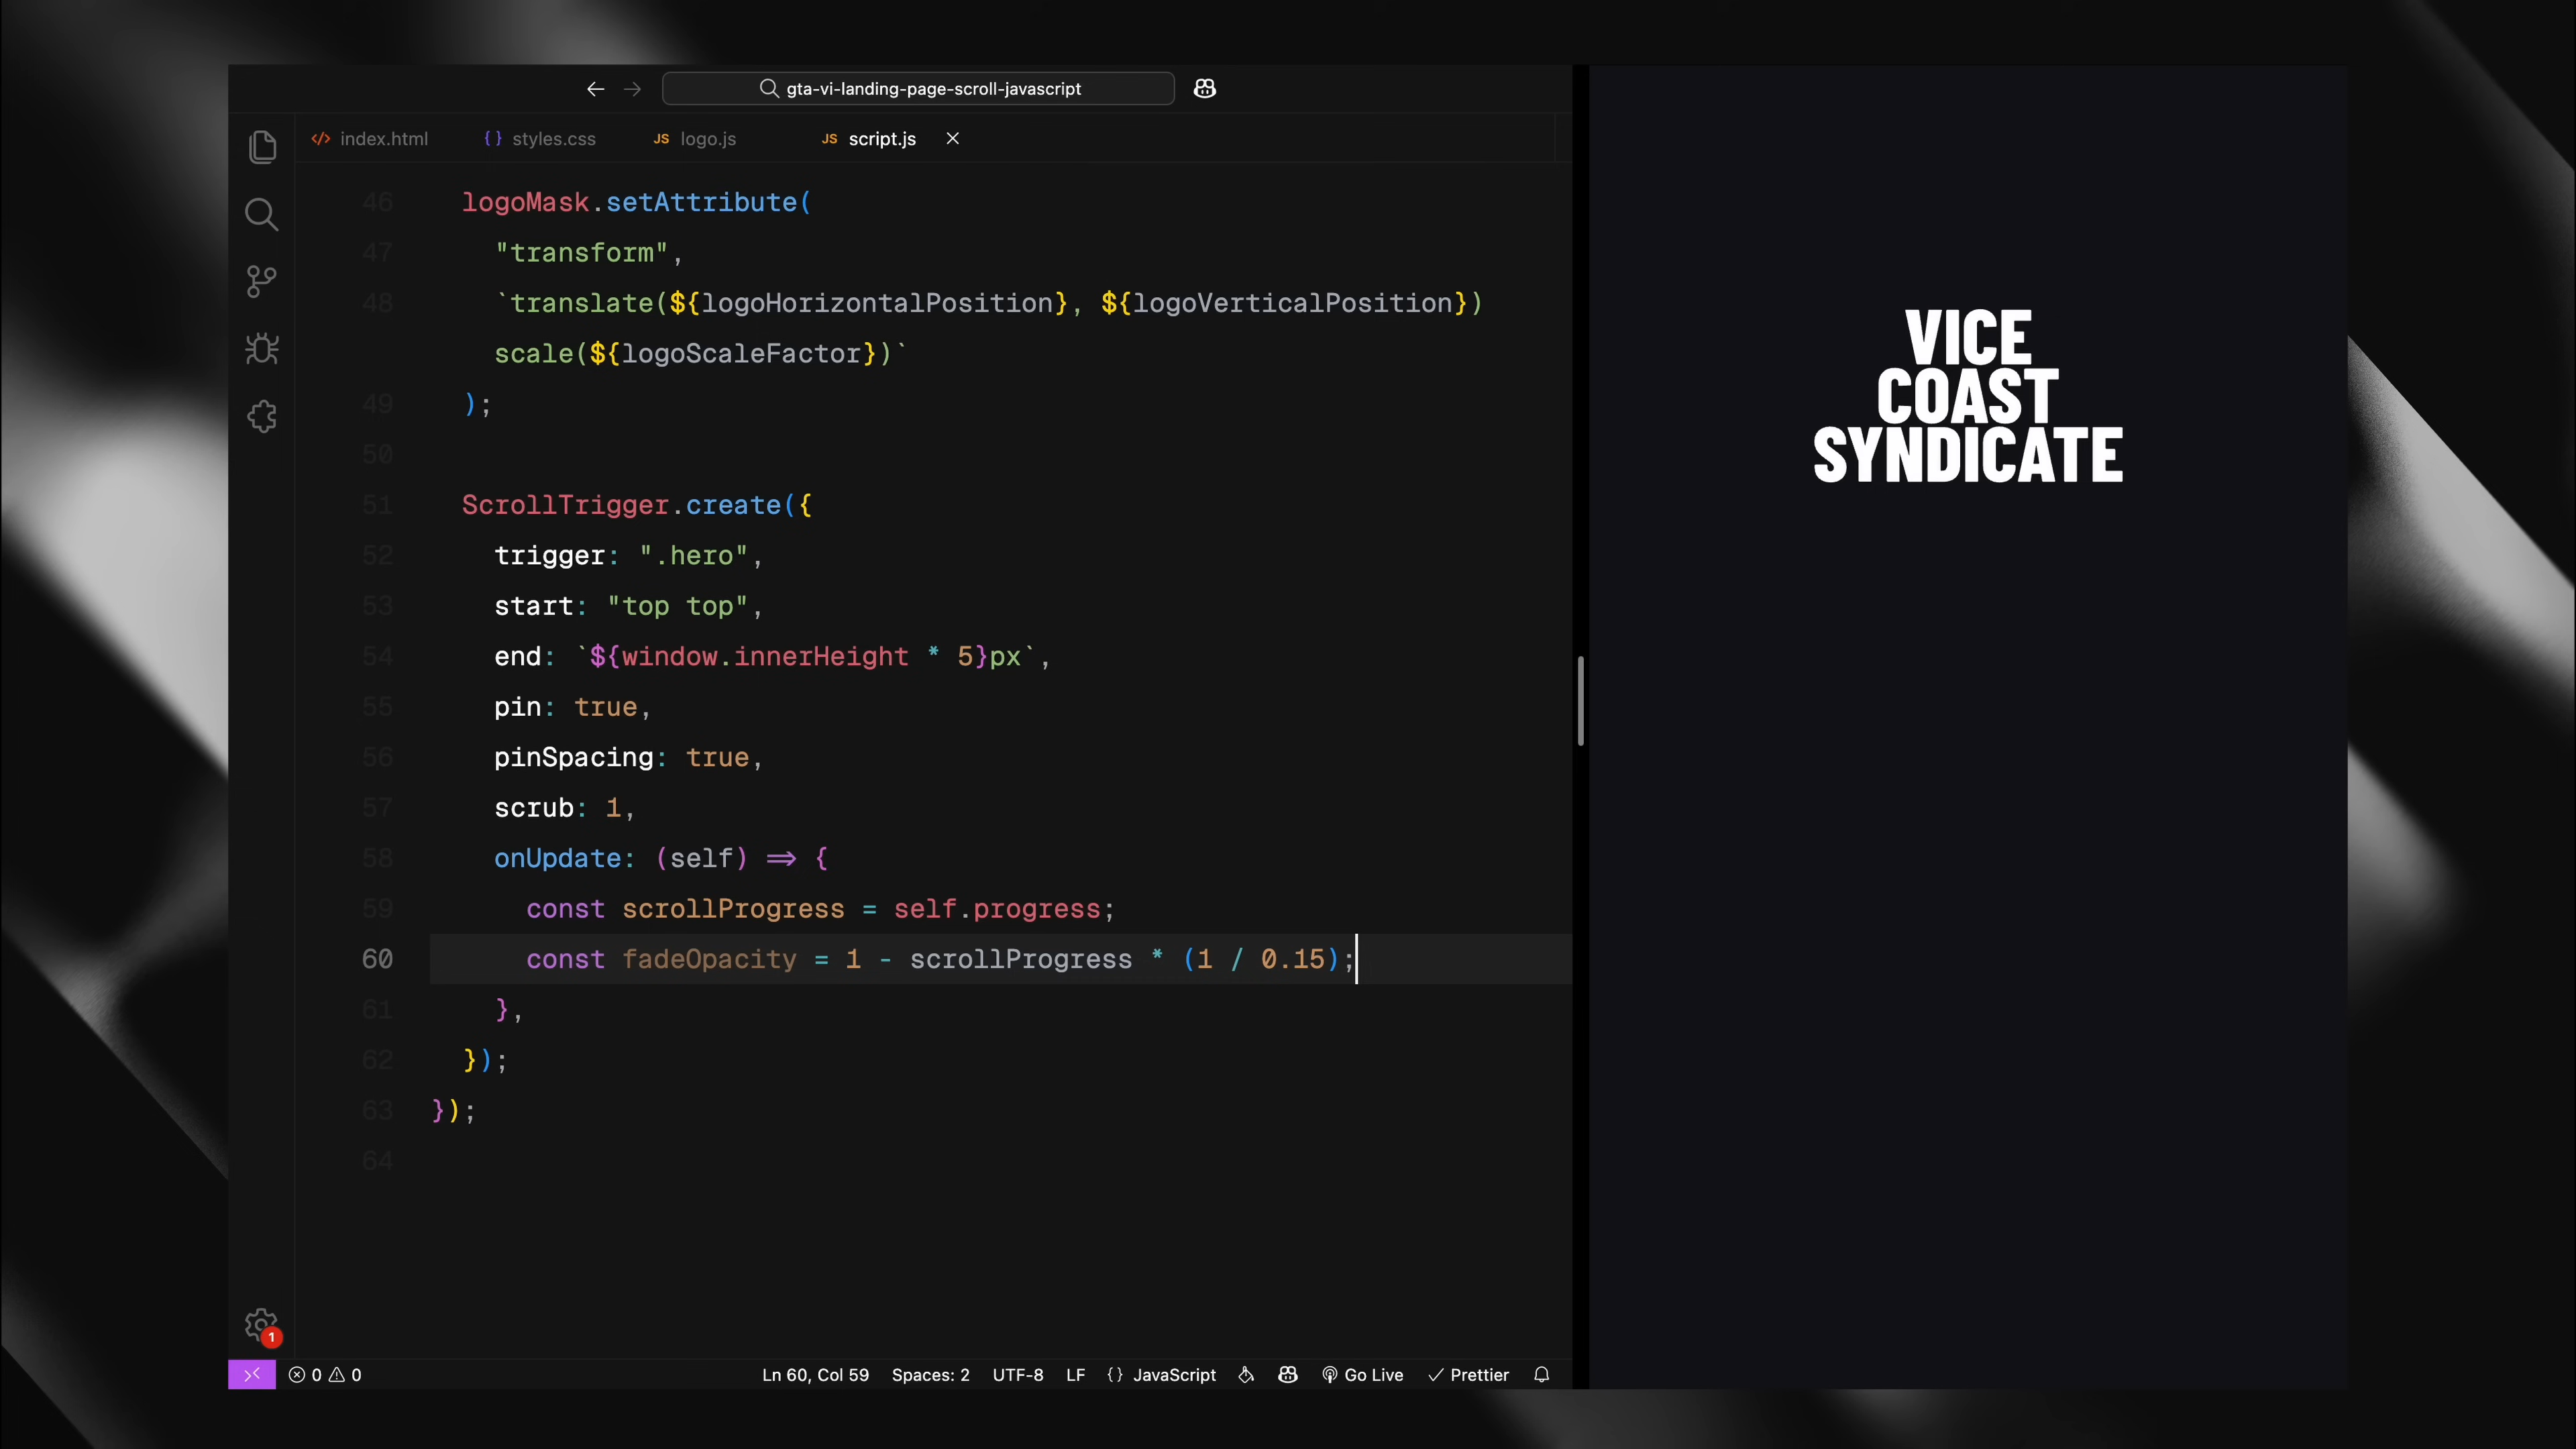 gta-vi-landing-page-scroll-javascript
index.html
{} styles.css
JS logo.js
JS script.js
46 logoMask.setAttribute(
47 "transform",
48 `translate(${logoHorizontalPosition}, ${logoVerticalPosition})
scale(${logoScaleFactor})`
49 );
50
51 ScrollTrigger.create({
52 trigger: ".hero",
53 start: "top top",
54 end: `${window.innerHeight * 5}px`,
55 pin: true,
56 pinSpacing: true,
57 scrub: 1,
58 onUpdate: (self) => {
59 const scrollProgress = self.progress;
60 const fadeOpacity = 1 - scrollProgress * (1 / 0.15);
61 },
62 });
63 });
64
1
0 0
Ln 60, Col 59
Spaces: 2
UTF-8
LF
{} JavaScript
Go Live
Prettier
VICE
COAST
SYNDICATE